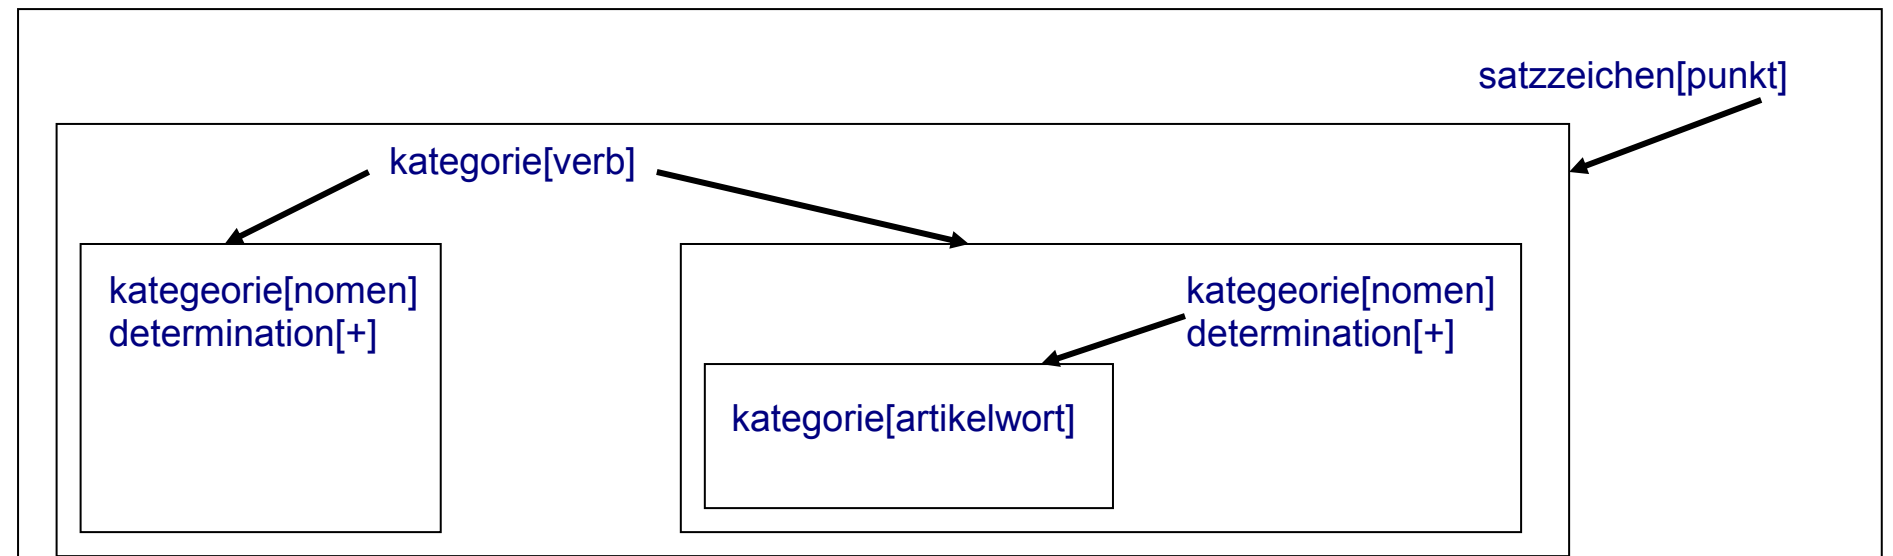 satzzeichen[punkt]
kategorie[verb]
kategeorie[nomen]
determination[+]
kategeorie[nomen]
determination[+]
kategorie[artikelwort]